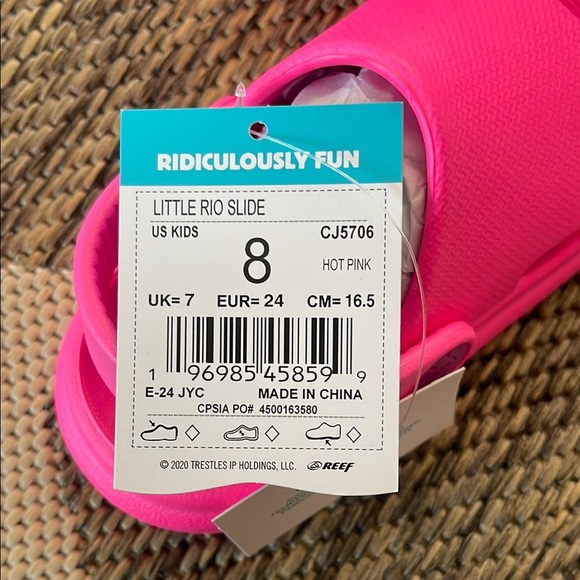 RIDICULOUSLY FUN
LITTLE RIO SLIDE
US KIDS 8 CJ5706
HOT PINK
UK= 7 EUR= 24 CM= 16.5
1 96985 45859 9
E-24 JYC MADE IN CHINA
CPSIA PO# 4500163580
© 2020 TRESTLES IP HOLDINGS, LLC. REEF